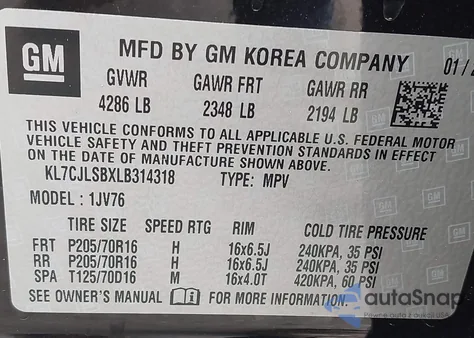 GM
MFD BY GM KOREA COMPANY
01/
GVWR GAWR FRT GAWR RR
4286 LB 2348 LB 2194 LB
THIS VEHICLE CONFORMS TO ALL APPLICABLE U.S. FEDERAL MOTOR
VEHICLE SAFETY AND THEFT PREVENTION STANDARDS IN EFFECT
ON THE DATE OF MANUFACTURE SHOWN ABOVE.
KL7CJLSBXLB314318 TYPE: MPV
MODEL : 1JV76
TIRE SIZE SPEED RTG RIM COLD TIRE PRESSURE
FRT P205/70R16 H 16x6.5J 240KPA, 35 PSI
RR P205/70R16 H 16x6.5J 240KPA, 35 PSI
SPA T125/70D16 M 16x4.0T 420KPA, 60 PSI
SEE OWNER'S MANUAL FOR MORE INFORMATION.
autoSnap